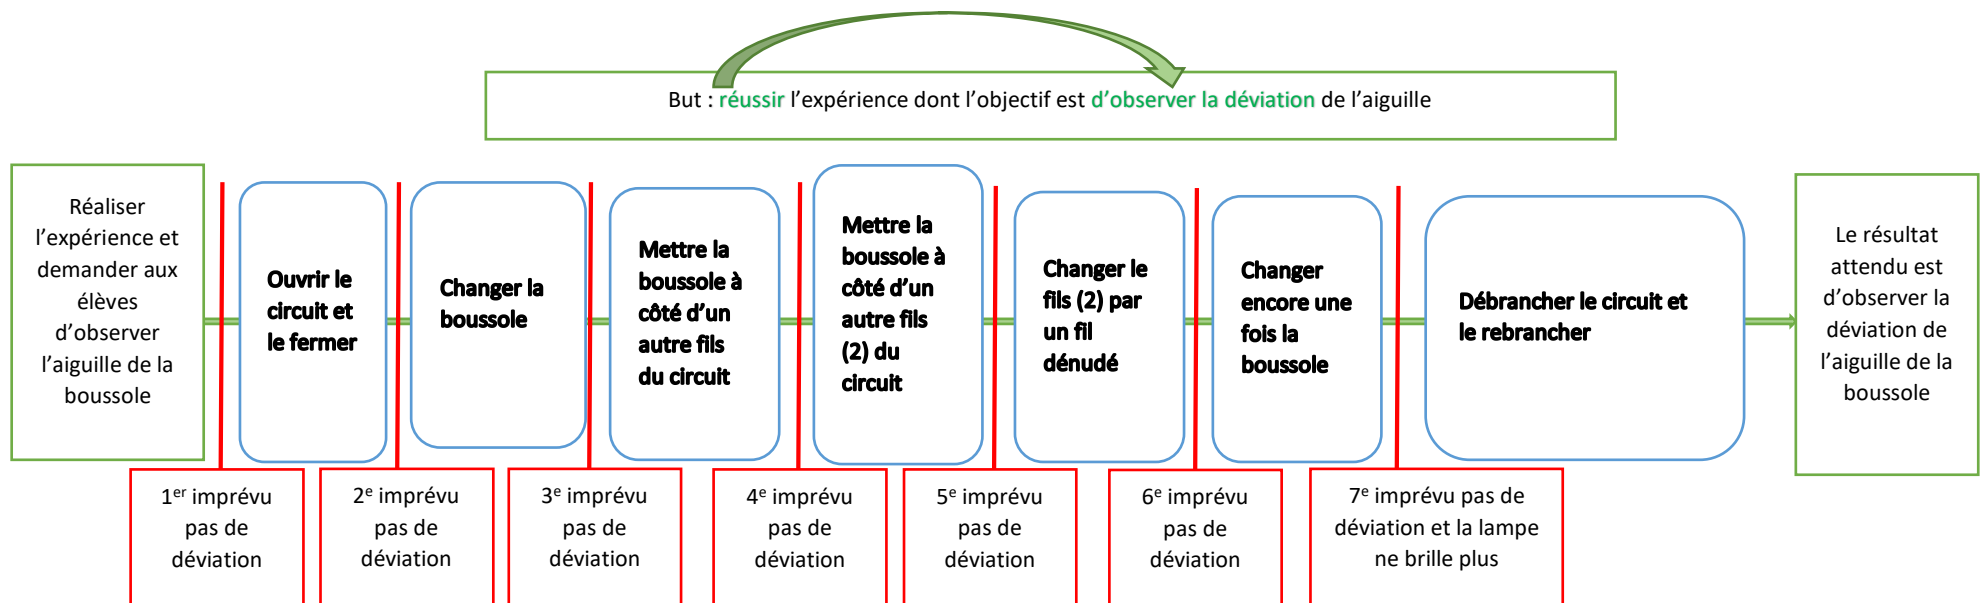 But : réussir l’expérience dont l’objectif est d’observer la déviation de l’aiguille
Réaliser
l’expérience et
demander aux
élèves
d’observer
l’aiguille de la
boussole
Ouvrir le
circuit et
le fermer
Changer la
boussole
Mettre la
boussole à
côté d’un
autre fils
du circuit
Mettre la
boussole à
côté d’un
autre fils
(2) du
circuit
Changer le
fils (2) par
un fil
dénudé
Changer
encore une
fois la
boussole
Débrancher le circuit et
le rebrancher
Le résultat
attendu est
d’observer la
déviation de
l’aiguille de la
boussole
1er imprévu
pas de
déviation
2e imprévu
pas de
déviation
3e imprévu
pas de
déviation
4e imprévu
pas de
déviation
5e imprévu
pas de
déviation
6e imprévu
pas de
déviation
7e imprévu pas de
déviation et la lampe
ne brille plus